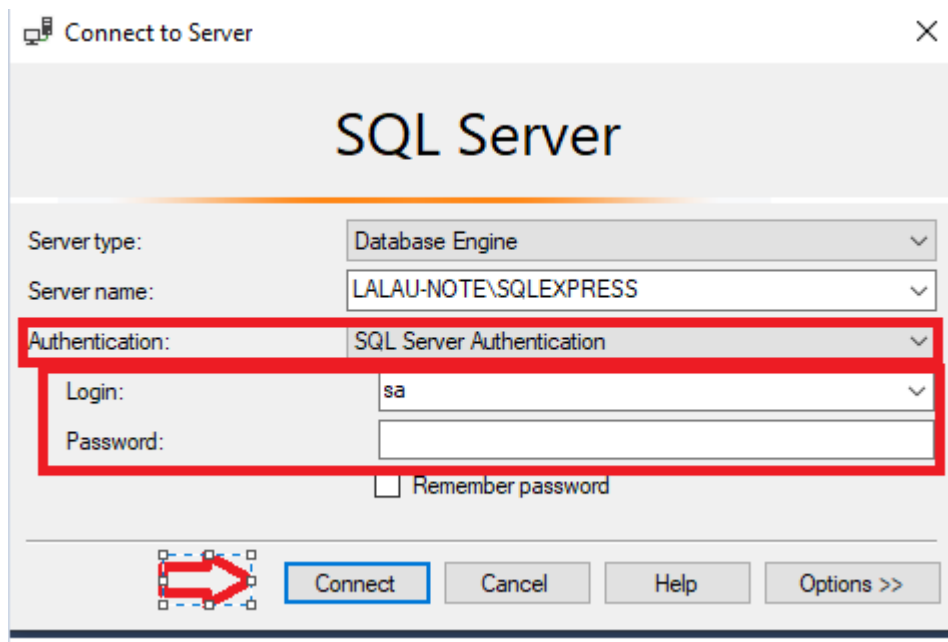 Connect to Server
SQL Server
Server type: Database Engine
Server name: LALAU-NOTE\SQLEXPRESS
Authentication: SQL Server Authentication
Login: sa
Password:
Remember password
Connect Cancel Help Options >>